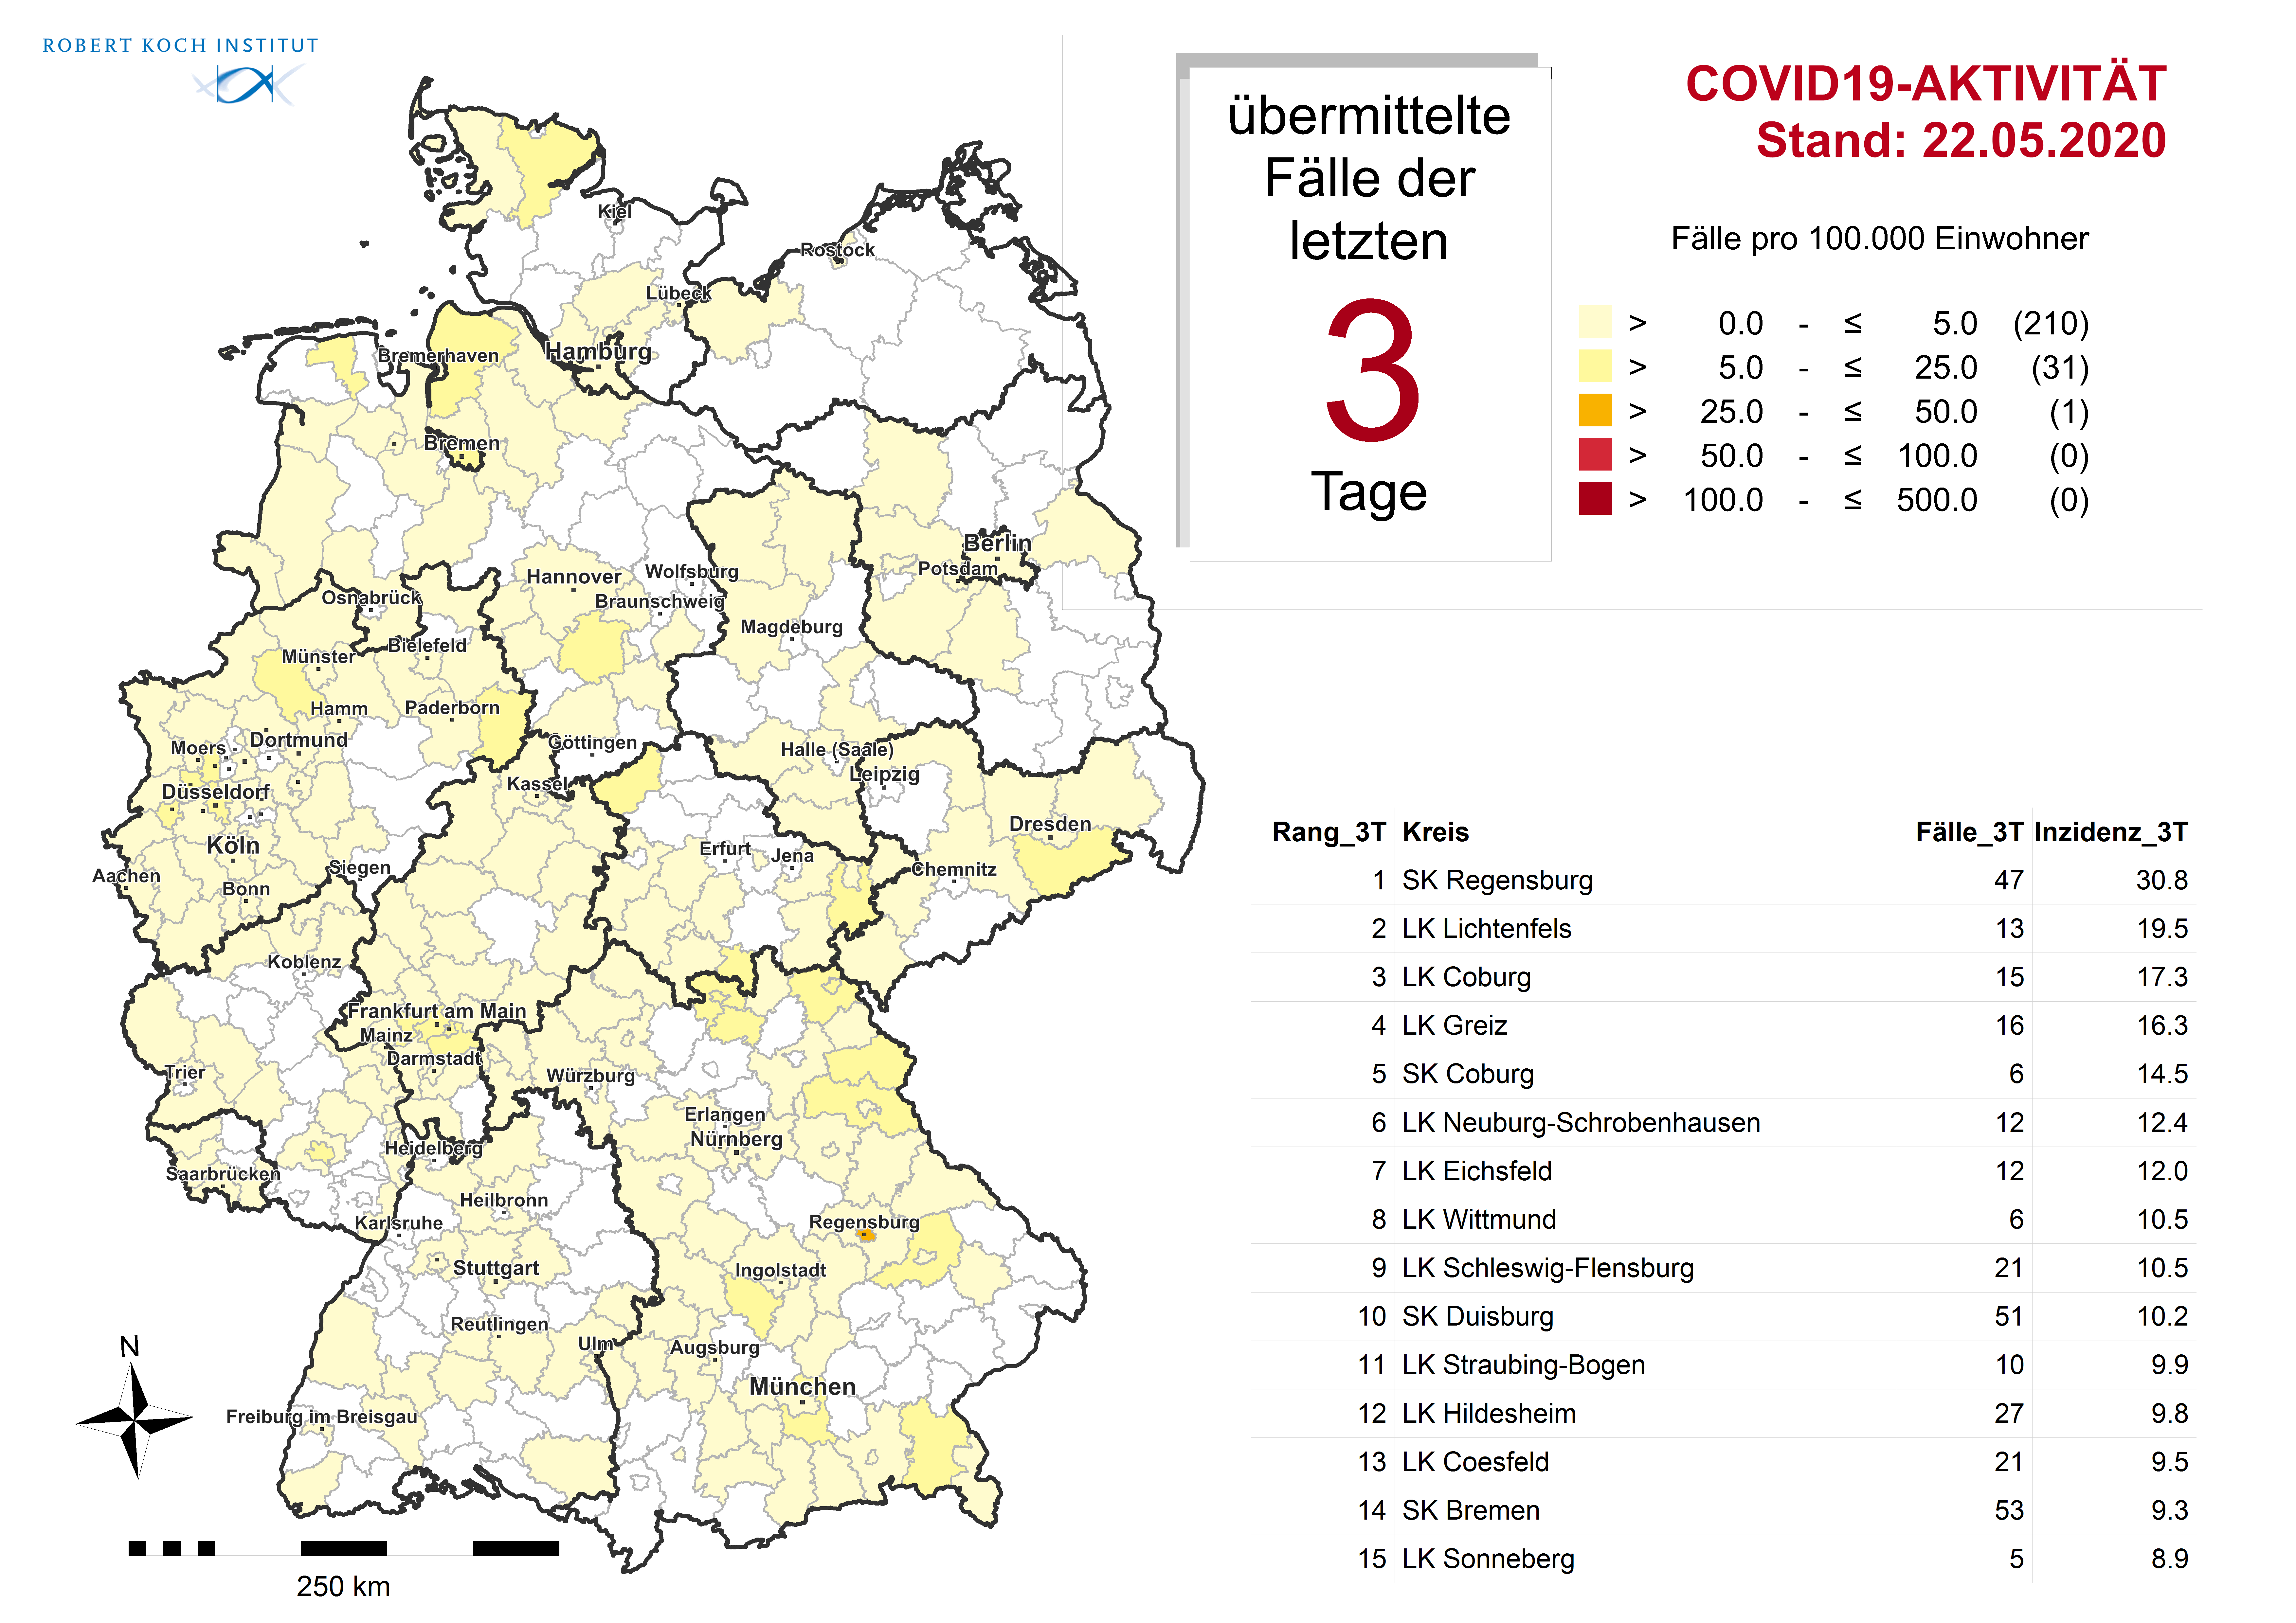 ROBERT KOCH INSTITUT
COVID19-AKTIVITÄT
Stand: 22.05.2020
übermittelte
Fälle der
letzten
3
Tage
Fälle pro 100.000 Einwohner
> 0.0 - ≤ 5.0 (210)
> 5.0 - ≤ 25.0 (31)
> 25.0 - ≤ 50.0 (1)
> 50.0 - ≤ 100.0 (0)
> 100.0 - ≤ 500.0 (0)
Kiel
Rostock
Lübeck
Hamburg
Bremerhaven
Bremen
Berlin
Potsdam
Hannover
Wolfsburg
Braunschweig
Osnabrück
Magdeburg
Bielefeld
Münster
Hamm
Paderborn
Göttingen
Moers
Dortmund
Halle (Saale)
Leipzig
Kassel
Düsseldorf
Dresden
Köln
Erfurt
Jena
Chemnitz
Siegen
Aachen
Bonn
Koblenz
Frankfurt am Main
Mainz
Darmstadt
Trier
Würzburg
Erlangen
Nürnberg
Heidelberg
Saarbrücken
Heilbronn
Karlsruhe
Regensburg
Stuttgart
Ingolstadt
Reutlingen
Ulm
Augsburg
München
Freiburg im Breisgau
N
250 km
Rang_3T Kreis Fälle_3T Inzidenz_3T
1 SK Regensburg 47 30.8
2 LK Lichtenfels 13 19.5
3 LK Coburg 15 17.3
4 LK Greiz 16 16.3
5 SK Coburg 6 14.5
6 LK Neuburg-Schrobenhausen 12 12.4
7 LK Eichsfeld 12 12.0
8 LK Wittmund 6 10.5
9 LK Schleswig-Flensburg 21 10.5
10 SK Duisburg 51 10.2
11 LK Straubing-Bogen 10 9.9
12 LK Hildesheim 27 9.8
13 LK Coesfeld 21 9.5
14 SK Bremen 53 9.3
15 LK Sonneberg 5 8.9